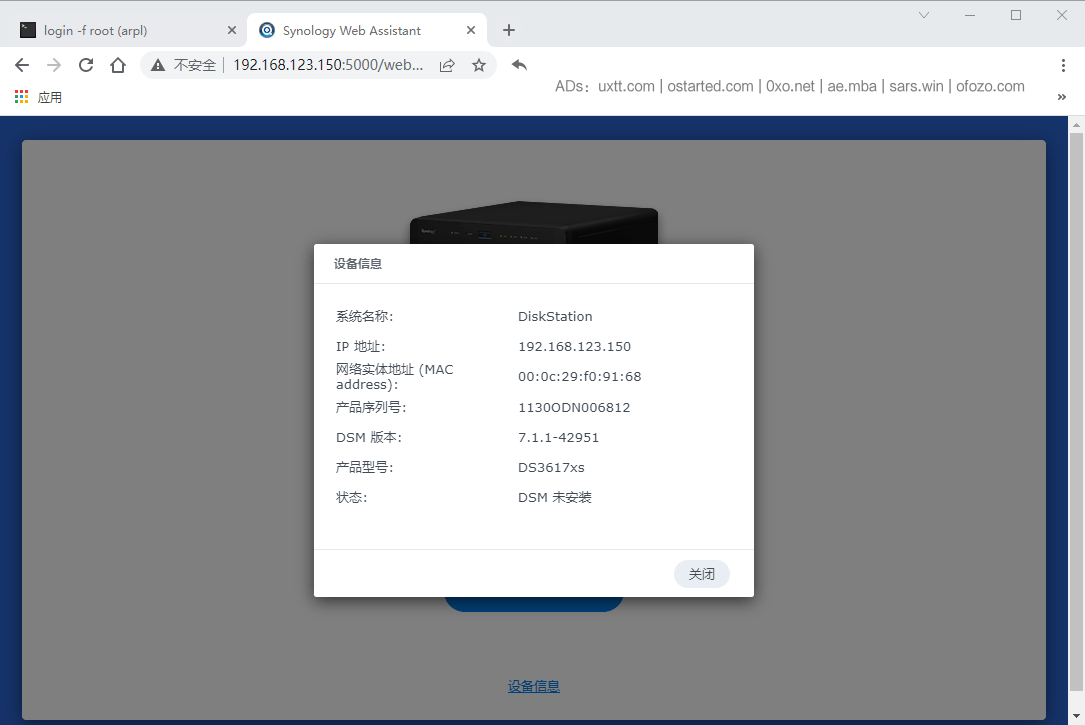 login -f root (arpl)
Synology Web Assistant
不安全
192.168.123.150:5000/web...
ADs：uxtt.com | ostarted.com | 0xo.net | ae.mba | sars.win | ofozo.com
应用
设备信息
系统名称:
DiskStation
IP 地址:
192.168.123.150
网络实体地址 (MAC
address):
00:0c:29:f0:91:68
产品序列号:
1130ODN006812
DSM 版本:
7.1.1-42951
产品型号:
DS3617xs
状态:
DSM 未安装
关闭
设备信息